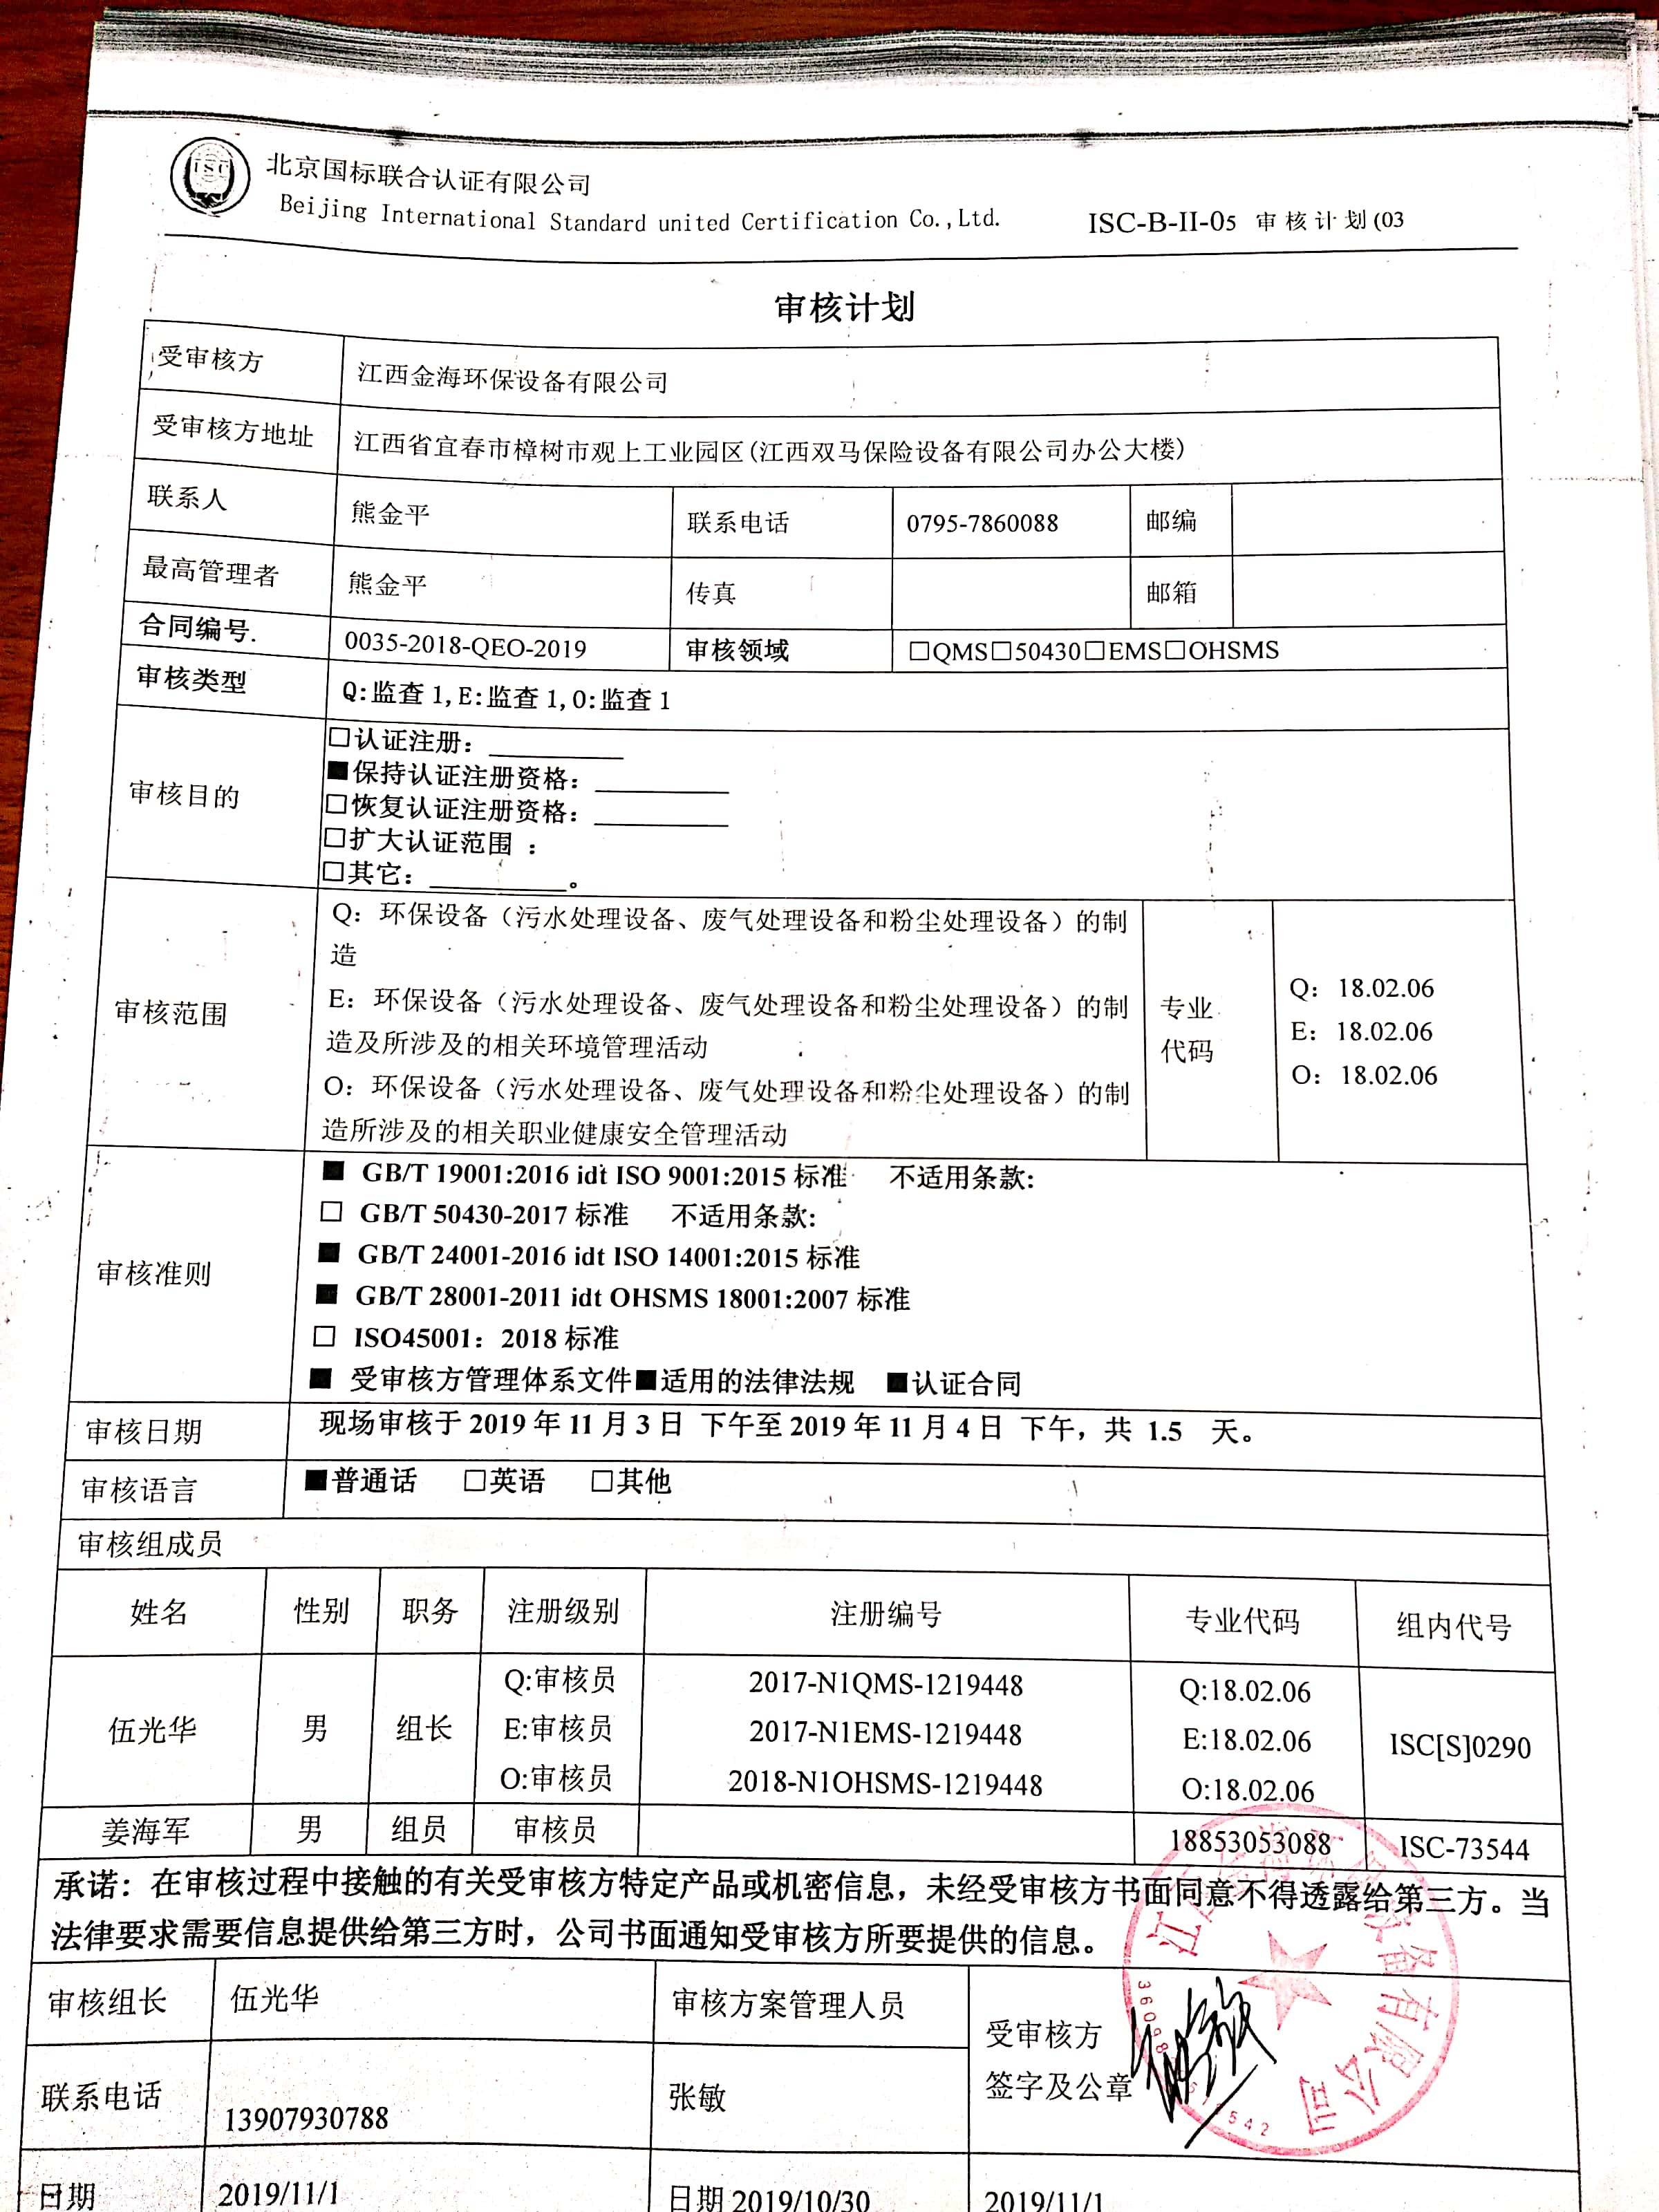 ISC
北京国标联合认证有限公司
Beijing International Standard united Certification Co.,Ltd.
ISC-B-II-05 审核计划(03
审核计划
受审核方 江西金海环保设备有限公司
受审核方地址 江西省宜春市樟树市观上工业园区(江西双马保险设备有限公司办公大楼)
联系人 熊金平 联系电话 0795-7860088 邮编
最高管理者 熊金平 传真 邮箱
合同编号. 0035-2018-QEO-2019 审核领域 □QMS□50430□EMS□OHSMS
审核类型 Q:监查1,E:监查1,O:监查1
审核目的
□认证注册：
■保持认证注册资格：
□恢复认证注册资格：
□扩大认证范围 ：
□其它： 。
审核范围
Q：环保设备（污水处理设备、废气处理设备和粉尘处理设备）的制
造
E：环保设备（污水处理设备、废气处理设备和粉尘处理设备）的制
造及所涉及的相关环境管理活动
O：环保设备（污水处理设备、废气处理设备和粉尘处理设备）的制
造所涉及的相关职业健康安全管理活动
专业
代码
Q：18.02.06
E：18.02.06
O：18.02.06
审核准则
■ GB/T 19001:2016 idt ISO 9001:2015 标准 不适用条款:
□ GB/T 50430-2017 标准 不适用条款:
■ GB/T 24001-2016 idt ISO 14001:2015 标准
■ GB/T 28001-2011 idt OHSMS 18001:2007 标准
□ ISO45001：2018 标准
■ 受审核方管理体系文件■适用的法律法规 ■认证合同
审核日期 现场审核于 2019 年 11 月 3 日 下午至 2019 年 11 月 4 日 下午，共 1.5 天。
审核语言 ■普通话 □英语 □其他
审核组成员
姓名 性别 职务 注册级别 注册编号 专业代码 组内代号
伍光华 男 组长
Q:审核员 2017-N1QMS-1219448 Q:18.02.06
E:审核员 2017-N1EMS-1219448 E:18.02.06
O:审核员 2018-N1OHSMS-1219448 O:18.02.06
ISC[S]0290
姜海军 男 组员 审核员 18853053088 ISC-73544
承诺：在审核过程中接触的有关受审核方特定产品或机密信息，未经受审核方书面同意不得透露给第三方。当
法律要求需要信息提供给第三方时，公司书面通知受审核方所要提供的信息。
审核组长 伍光华 审核方案管理人员
受审核方
签字及公章
联系电话 13907930788 张敏
江西金海环保设备有限公司
日期 2019/11/1 日期 2019/10/30 2019/11/1